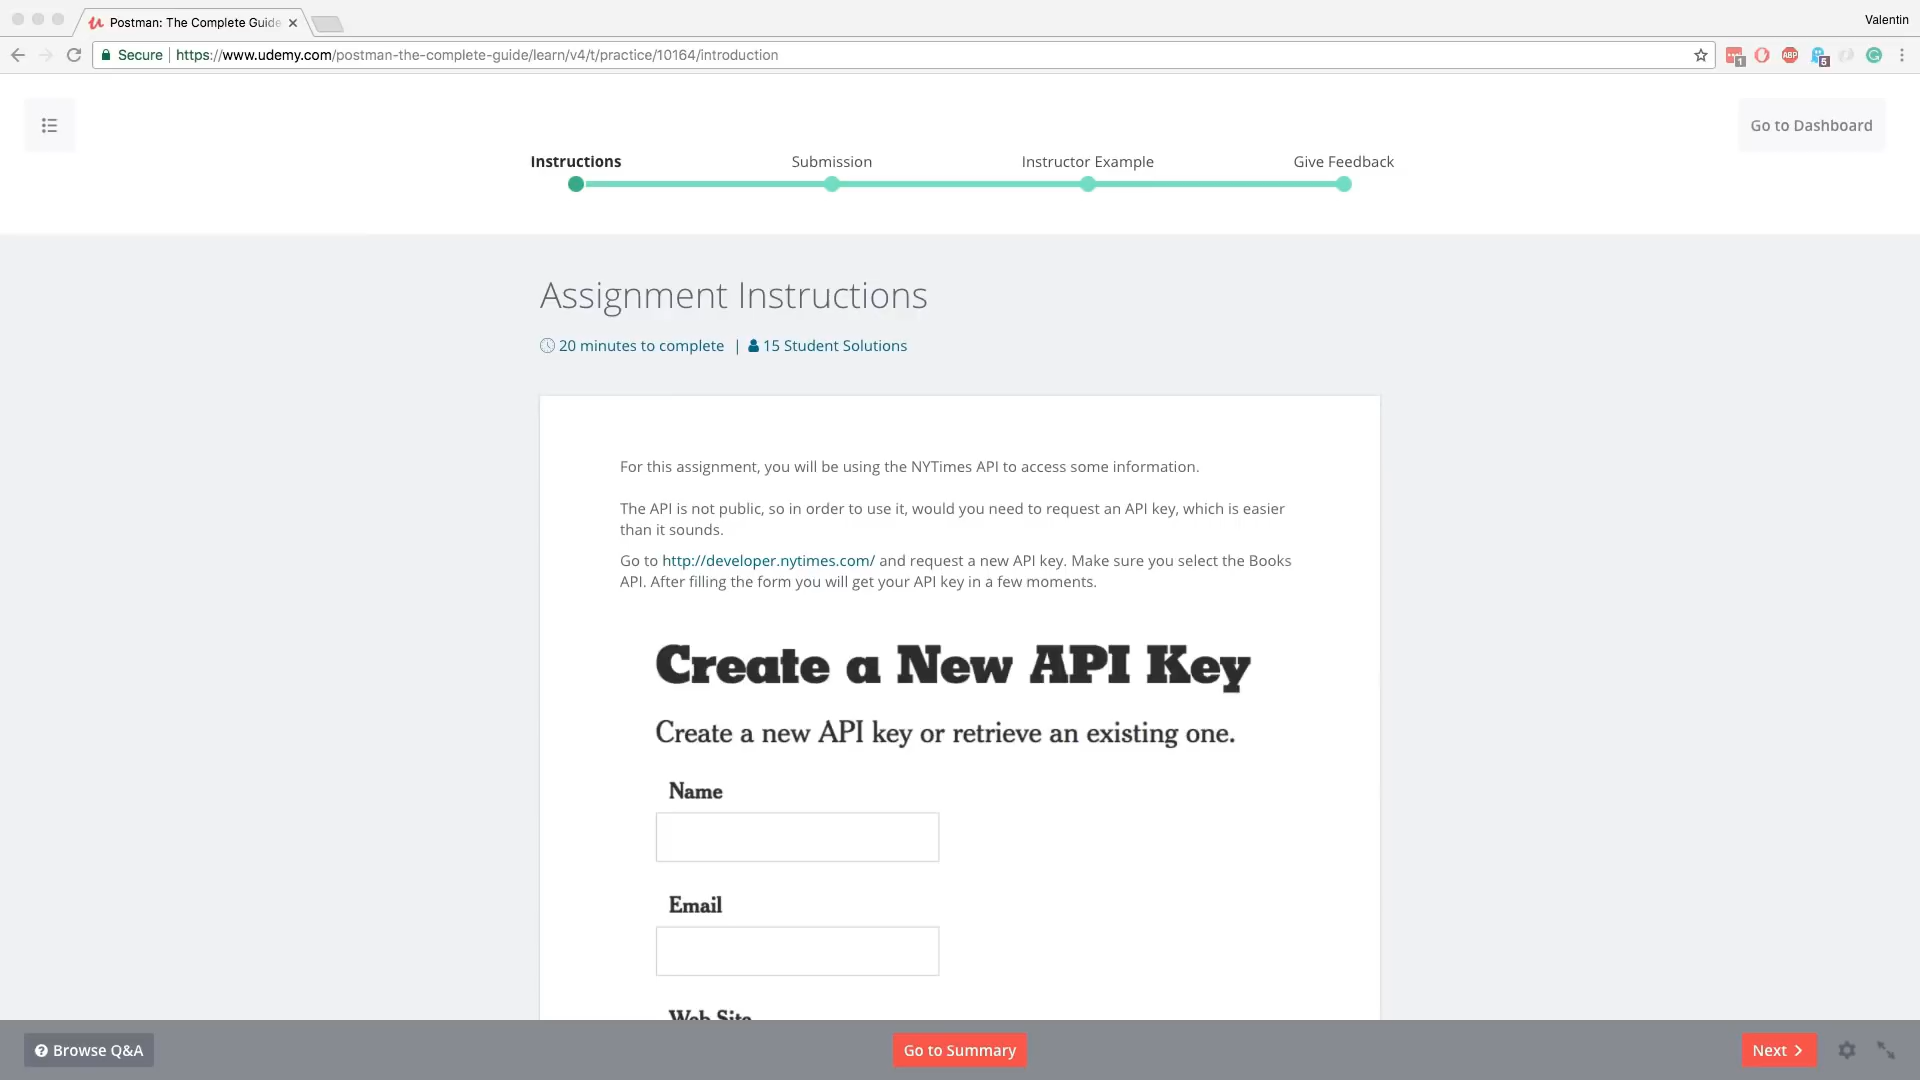 Postman: The Complete Guide
Valentin
Secure
https://www.udemy.com/postman-the-complete-guide/learn/v4/t/practice/10164/introduction
1
ABP
5
G
Go to Dashboard
Instructions
Submission
Instructor Example
Give Feedback
Assignment Instructions
20 minutes to complete | 15 Student Solutions
For this assignment, you will be using the NYTimes API to access some information.
The API is not public, so in order to use it, would you need to request an API key, which is easier
than it sounds.
Go to http://developer.nytimes.com/ and request a new API key. Make sure you select the Books
API. After filling the form you will get your API key in a few moments.
Create a New API Key
Create a new API key or retrieve an existing one.
Name
Email
Web Site
Browse Q&A
Go to Summary
Next